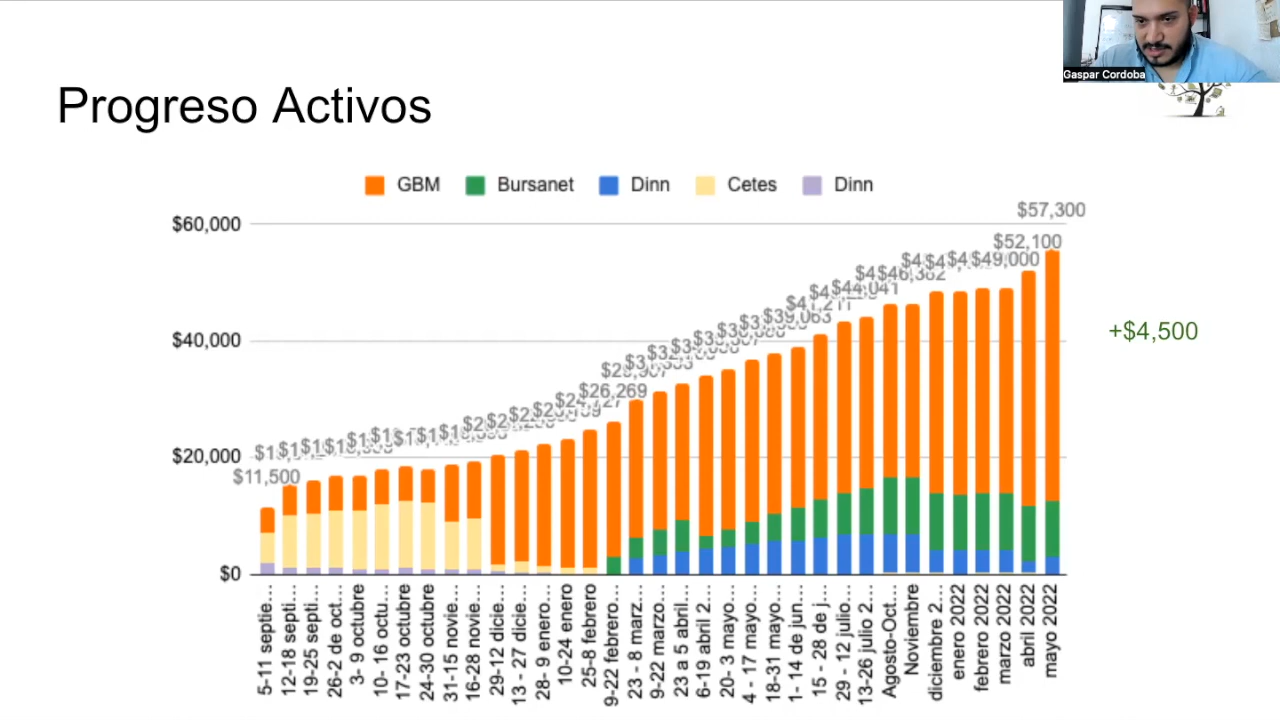 Gaspar Cordoba
Progreso Activos
GBM
Bursanet
Dinn
Cetes
Dinn
$60,000
$40,000
$20,000
$0
$11,500
$26,269
$39,063
$44,041
$46,382
$49,000
$52,100
$57,300
+$4,500
5-11 septie…
12-18 septi…
19-25 septi…
26-2 de oct…
3- 9 octubre
10- 16 octu…
17-23 octubre
24-30 octubre
31-15 novie…
16-28 novie…
29-12 dicie…
13 - 27 dicie…
28- 9 enero…
10-24 enero
25-8 febrero
9-22 febrero…
23 - 8 marz…
9-22 marzo…
23 a 5 abril…
6-19 abril 2…
20- 3 mayo…
4 - 17 mayo…
18-31 mayo…
1- 14 de jun…
15 - 28 de j…
29 - 12 julio…
13-26 julio 2…
Agosto-Oct…
Noviembre
diciembre 2…
enero 2022
febrero 2022
marzo 2022
abril 2022
mayo 2022